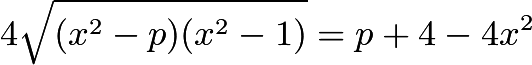 4√((x² − p)(x² − 1)) = p + 4 − 4x²